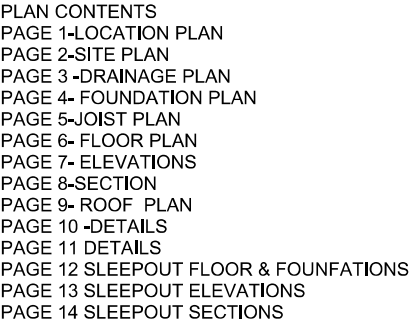 PLAN CONTENTS
PAGE 1-LOCATION PLAN
PAGE 2-SITE PLAN
PAGE 3 -DRAINAGE PLAN
PAGE 4- FOUNDATION PLAN
PAGE 5-JOIST PLAN
PAGE 6- FLOOR PLAN
PAGE 7- ELEVATIONS
PAGE 8-SECTION
PAGE 9- ROOF PLAN
PAGE 10 -DETAILS
PAGE 11 DETAILS
PAGE 12 SLEEPOUT FLOOR & FOUNFATIONS
PAGE 13 SLEEPOUT ELEVATIONS
PAGE 14 SLEEPOUT SECTIONS